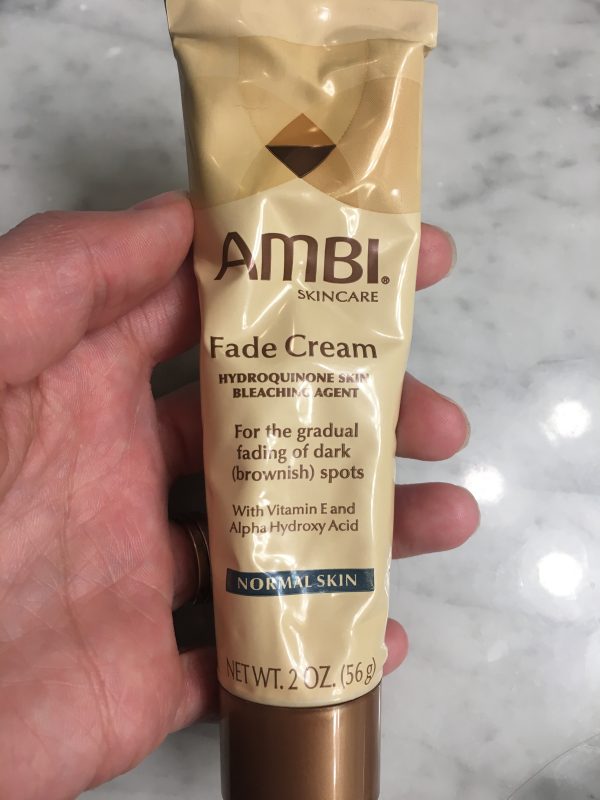 AMBI®
SKINCARE
Fade Cream
HYDROQUINONE SKIN
BLEACHING AGENT
For the gradual
fading of dark
(brownish) spots
With Vitamin E and
Alpha Hydroxy Acid
NORMAL SKIN
NET WT. 2 OZ. (56 g)